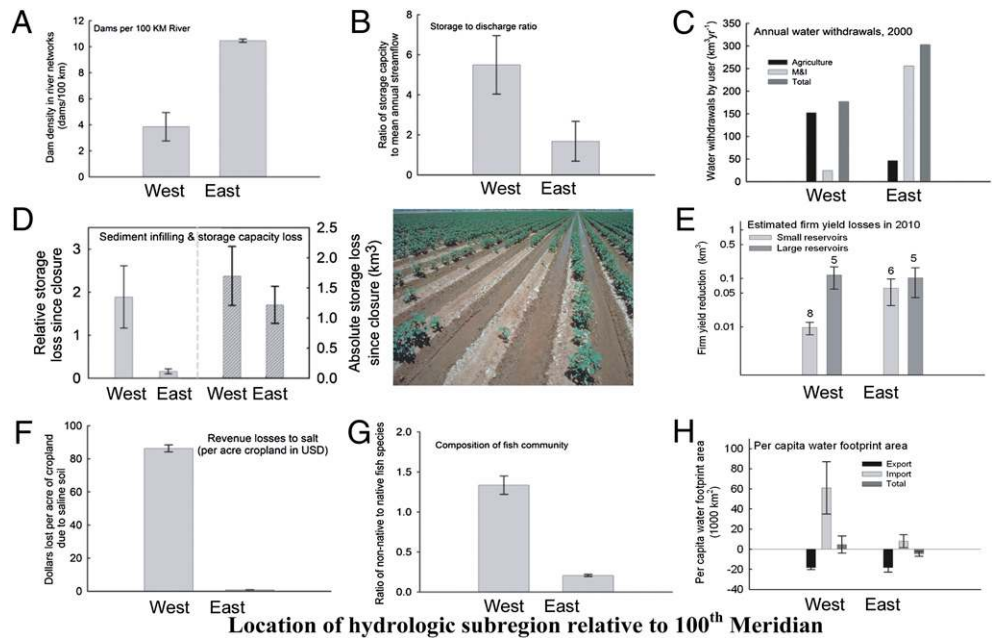 A
Dams per 100 KM River
Dam density in river networks
(dams/100 km)
12
10
8
6
4
2
0
West East
B
Storage to discharge ratio
Ratio of storage capcity
to mean annual streamflow
8
6
4
2
0
West East
C
Annual water withdrawals, 2000
Agriculture
M&I
Total
Water withdrawals by user (km³yr⁻¹)
350
300
250
200
150
100
50
0
West East
D
Sediment infilling & storage capacity loss
Relative storage
loss since closure
3
2
1
0
West East West East
2.5
2.0
1.5
1.0
0.5
0.0
Absolute storage loss
since closure (km³)
E
Estimated firm yield losses in 2010
Small reservoirs
Large reservoirs
Firm yield reduction (km³)
1
0.5
0.1
0.05
0.01
8
5
6
5
West East
F
Revenue losses to salt
(per acre cropland in USD)
Dollars lost per acre of cropland
due to saline soil
100
80
60
40
20
0
West East
G
Composition of fish community
Ratio of non-native to native fish species
2.0
1.5
1.0
0.5
0.0
West East
H
Per capita water footprint area
Export
Import
Total
Per capita water footprint area
(1000 km²)
100
80
60
40
20
0
-20
-40
West East
Location of hydrologic subregion relative to 100th Meridian